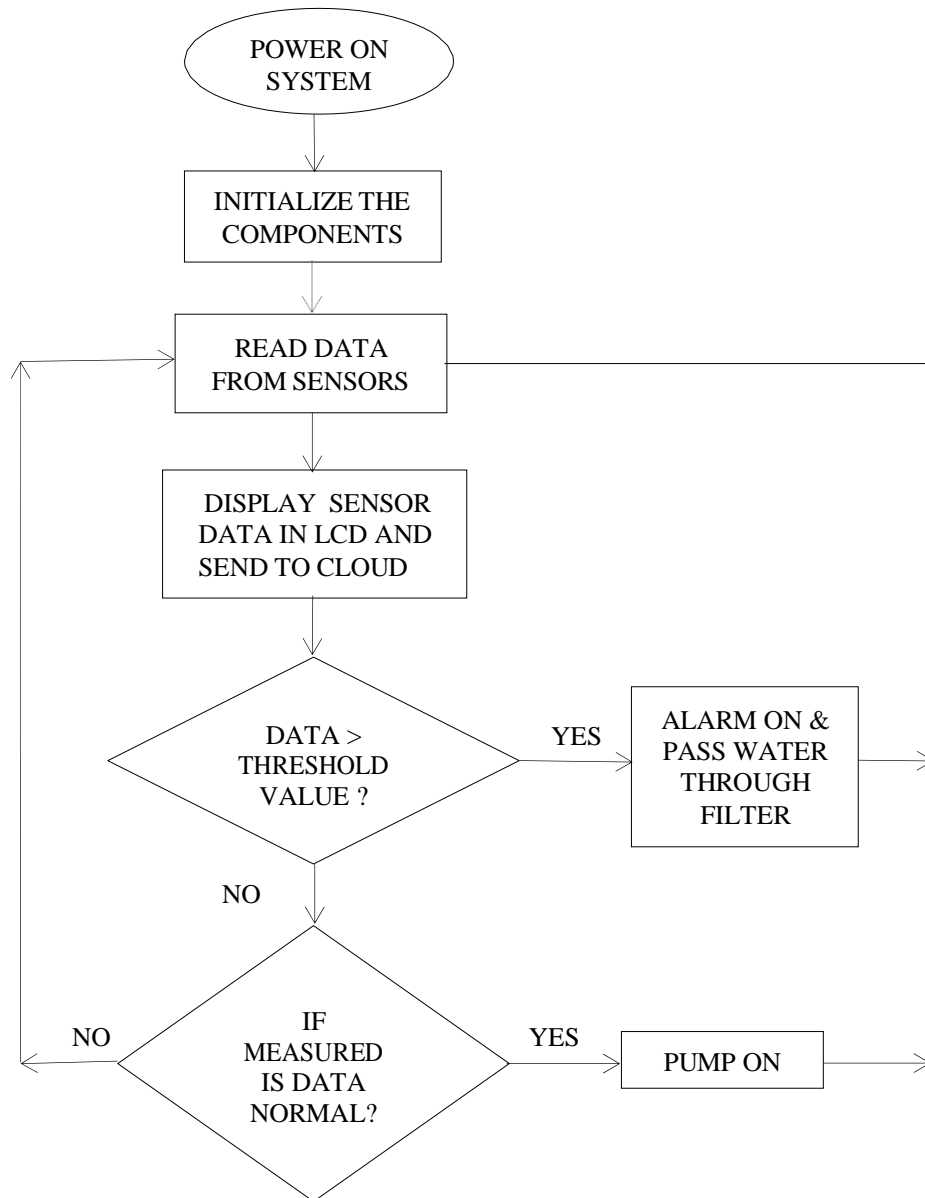 POWER ON
SYSTEM
INITIALIZE THE
COMPONENTS
READ DATA
FROM SENSORS
DISPLAY SENSOR
DATA IN LCD AND
SEND TO CLOUD
DATA >
THRESHOLD
VALUE ?
YES
ALARM ON &
PASS WATER
THROUGH
FILTER
NO
IF
MEASURED
IS DATA
NORMAL?
NO
YES
PUMP ON